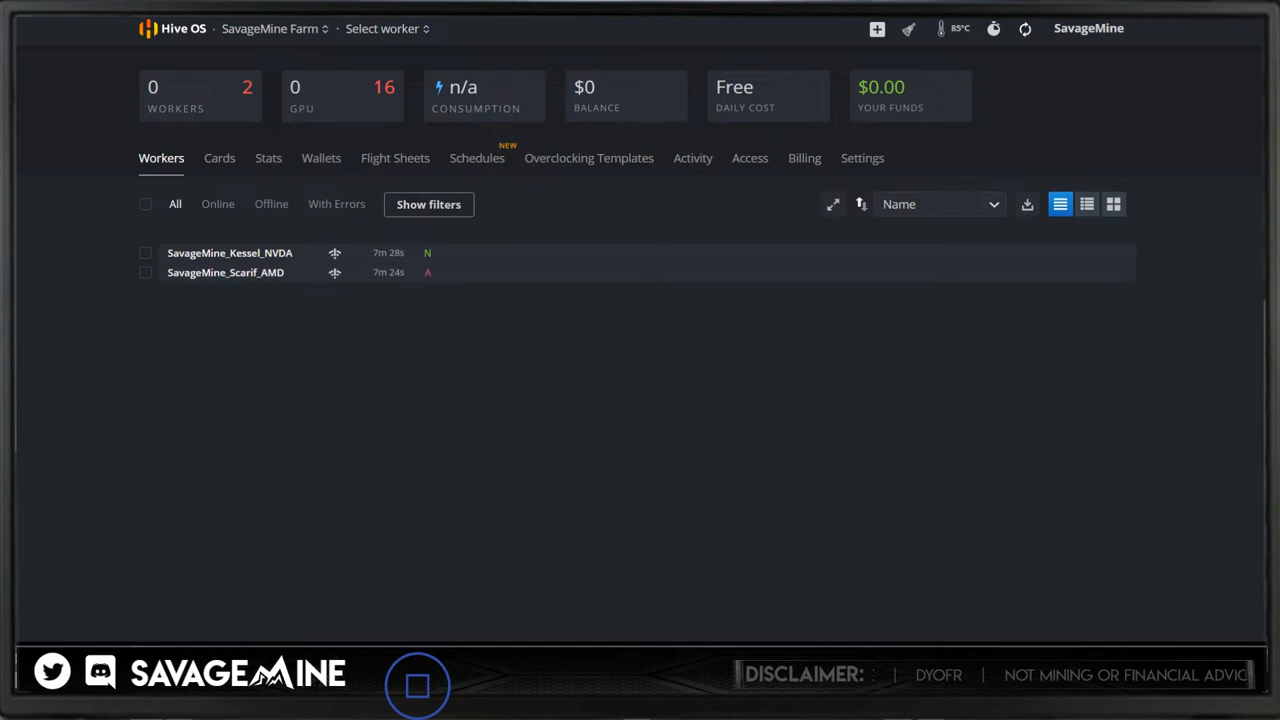 Hive OS · SavageMine Farm Select worker 85°C SavageMine
0 2 0 16 n/a $0 Free $0.00
WORKERS GPU CONSUMPTION BALANCE DAILY COST YOUR FUNDS
NEW
Workers Cards Stats Wallets Flight Sheets Schedules Overclocking Templates Activity Access Billing Settings
All Online Offline With Errors Show filters Name
SavageMine_Kessel_NVDA 7m 28s N
SavageMine_Scarif_AMD 7m 24s A
SAVAGEMINE DISCLAIMER: | DYOFR | NOT MINING OR FINANCIAL ADVIC